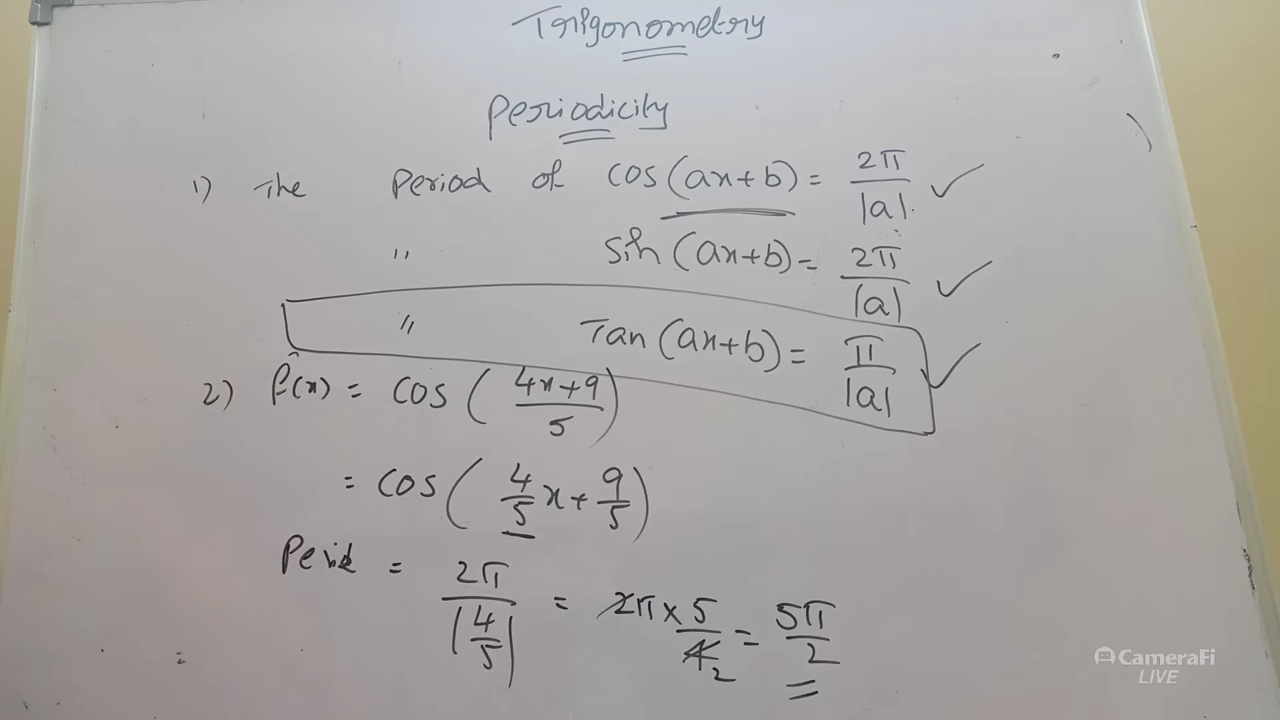 Trigonometry
Periodicity
1) The Period of cos(ax+b) = 2π/|a| ✓
" sin(ax+b) = 2π/|a| ✓
" Tan(ax+b) = π/|a| ✓
2) f(x) = cos((4x+9)/5)
= cos(4/5 x + 9/5)
= 2π/|4/5| = 2π × 5/4 2 = 5π/2
CameraFi
LIVE